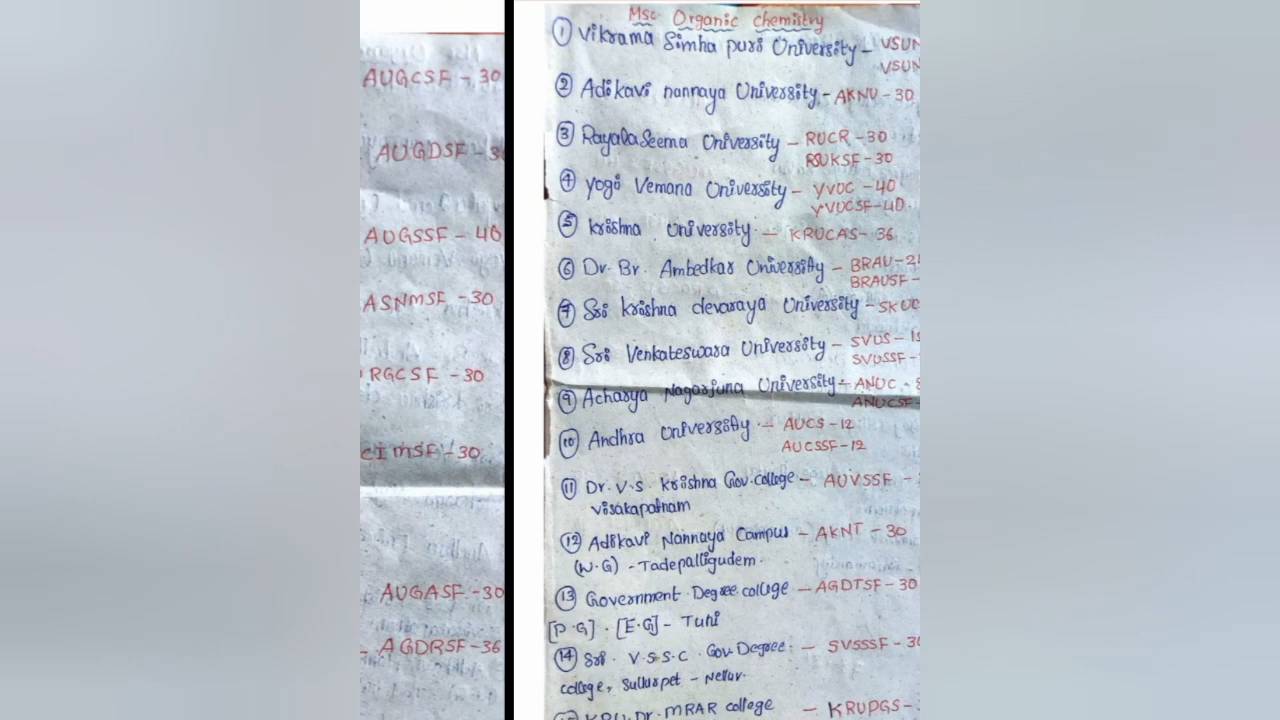 AUGCSF - 30
AUGDSF - 3
AUGSSF - 40
ASNMSF - 30
RGCSF - 30
CIMSF - 30
AUGASF - 30
- AGDRSF - 36
Msc Organic chemistry
① Vikrama Simha puri University - VSUN
VSUN
② Adikavi nannaya University - AKNU - 30
③ RayalaSeema University - RUCR - 30
RSUKSF - 30
④ yogi Vemana University - YVUC - 40
YVUCSF - 40
⑤ krishna University - KRUCAS - 36
⑥ Dr. Br. Ambedkar University - BRAU - 2
BRAUSF -
⑦ Sri krishna devaraya University - SKUC
⑧ Sri Venkateswara University - SVUS - 1
SVUSSF -
⑨ Acharya Nagarjuna University - ANUC -
ANUCSF -
⑩ Andhra University - AUCS - 12
AUCSSF - 12
⑪ Dr. V.S. Krishna Gov. college - AUVSSF -
visakapatnam
⑫ Adikavi Nannaya Campus - AKNT - 30
(W.G) - Tadepalligudem.
⑬ Government Degree college - AGDTSF - 30
[P.G] . [E.G] - Tuni
⑭ Sri. V.S.S.C Gov. Degree - SVSSSF - 30
college, Sullurpet - Nellur.
KRU. Dr. MRAR college - KRUPGS -